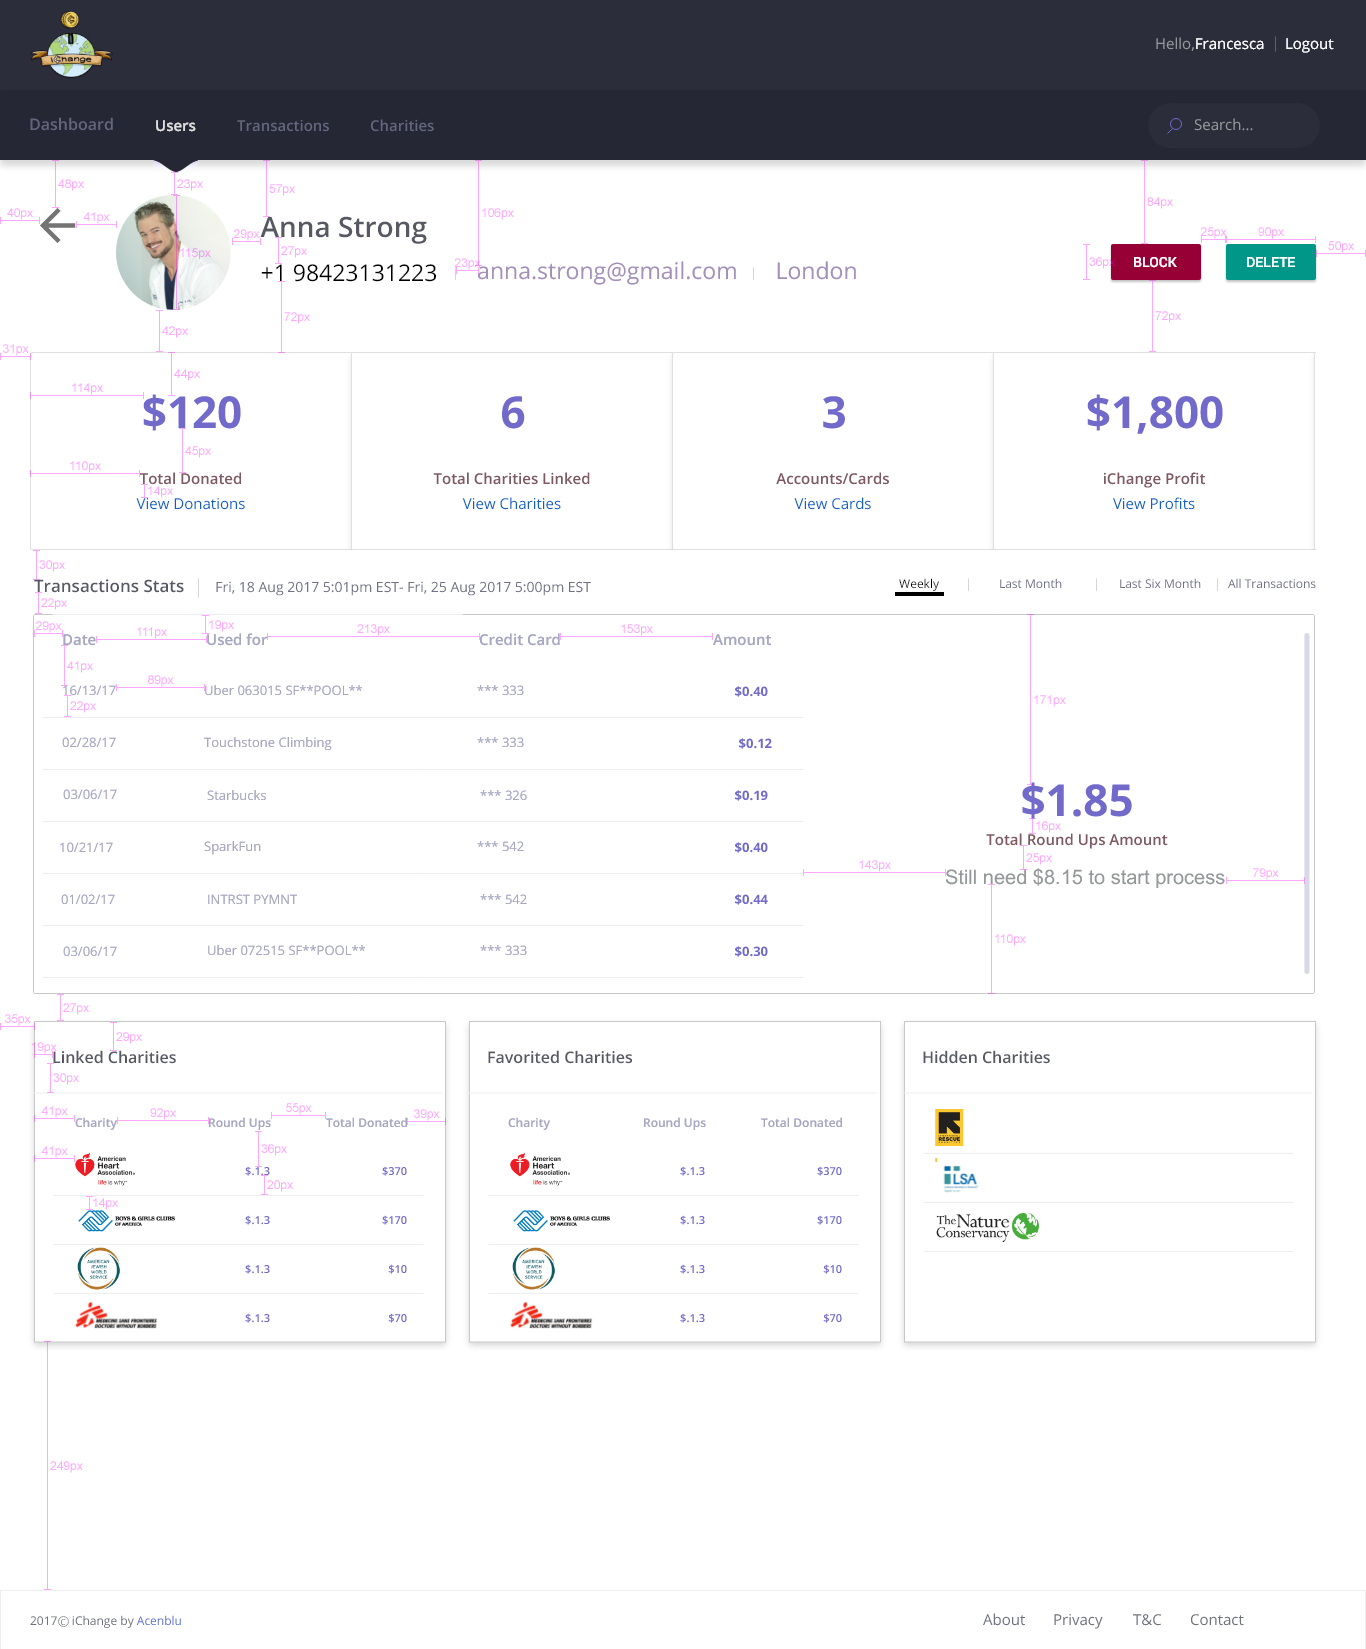 iChange
Hello,Francesca | Logout
Dashboard Users Transactions Charities Search...
48px 23px 57px 106px 84px
40px 41px 29px 27px 115px 23px 25px 90px 50px 36px
Anna Strong
+1 98423131223 anna.strong@gmail.com | London
BLOCK DELETE
42px 72px 72px
31px 44px 114px
$120 6 3 $1,800
45px 110px 14px
Total Donated Total Charities Linked Accounts/Cards iChange Profit
View Donations View Charities View Cards View Profits
30px
Transactions Stats | Fri, 18 Aug 2017 5:01pm EST- Fri, 25 Aug 2017 5:00pm EST
Weekly | Last Month | Last Six Month | All Transactions
22px
29px 111px 19px 213px 153px
Date Used for Credit Card Amount
41px 89px 22px 171px
16/13/17 Uber 063015 SF**POOL** *** 333 $0.40
02/28/17 Touchstone Climbing *** 333 $0.12
03/06/17 Starbucks *** 326 $0.19
10/21/17 SparkFun *** 542 $0.40
01/02/17 INTRST PYMNT *** 542 $0.44
03/06/17 Uber 072515 SF**POOL** *** 333 $0.30
$1.85
16px
Total Round Ups Amount
25px
143px 79px
Still need $8.15 to start process
110px
27px
35px 29px 19px
Linked Charities
30px
41px 92px 55px 39px
Charity Round Ups Total Donated
41px 36px
American Heart Association. $.1.3 $370
life is why™
20px 14px
BOYS & GIRLS CLUBS $.1.3 $170
OF AMERICA
AMERICAN JEWISH WORLD SERVICE $.1.3 $10
MEDECINS SANS FRONTIERES $.1.3 $70
DOCTORS WITHOUT BORDERS
Favorited Charities
Charity Round Ups Total Donated
American Heart Association. $.1.3 $370
life is why™
BOYS & GIRLS CLUBS $.1.3 $170
OF AMERICA
AMERICAN JEWISH WORLD SERVICE $.1.3 $10
MEDECINS SANS FRONTIERES $.1.3 $70
DOCTORS WITHOUT BORDERS
Hidden Charities
RESCUE
iLSA
The Nature
Conservancy
249px
2017© iChange by Acenblu
About Privacy T&C Contact